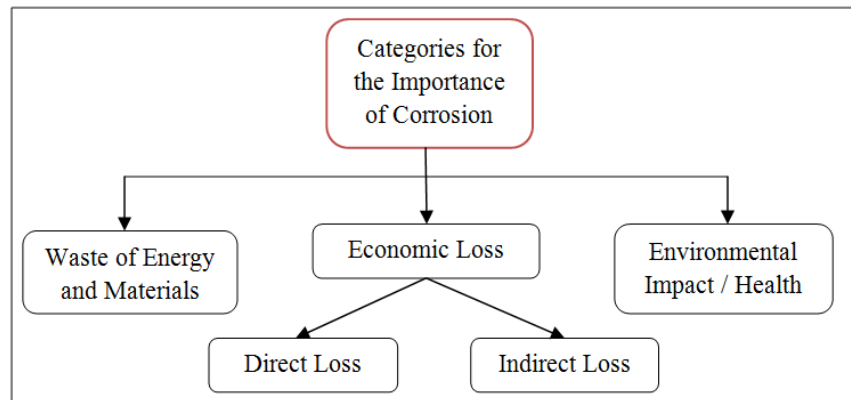 Categories for
the Importance
of Corrosion
Waste of Energy
and Materials
Economic Loss
Environmental
Impact / Health
Direct Loss
Indirect Loss